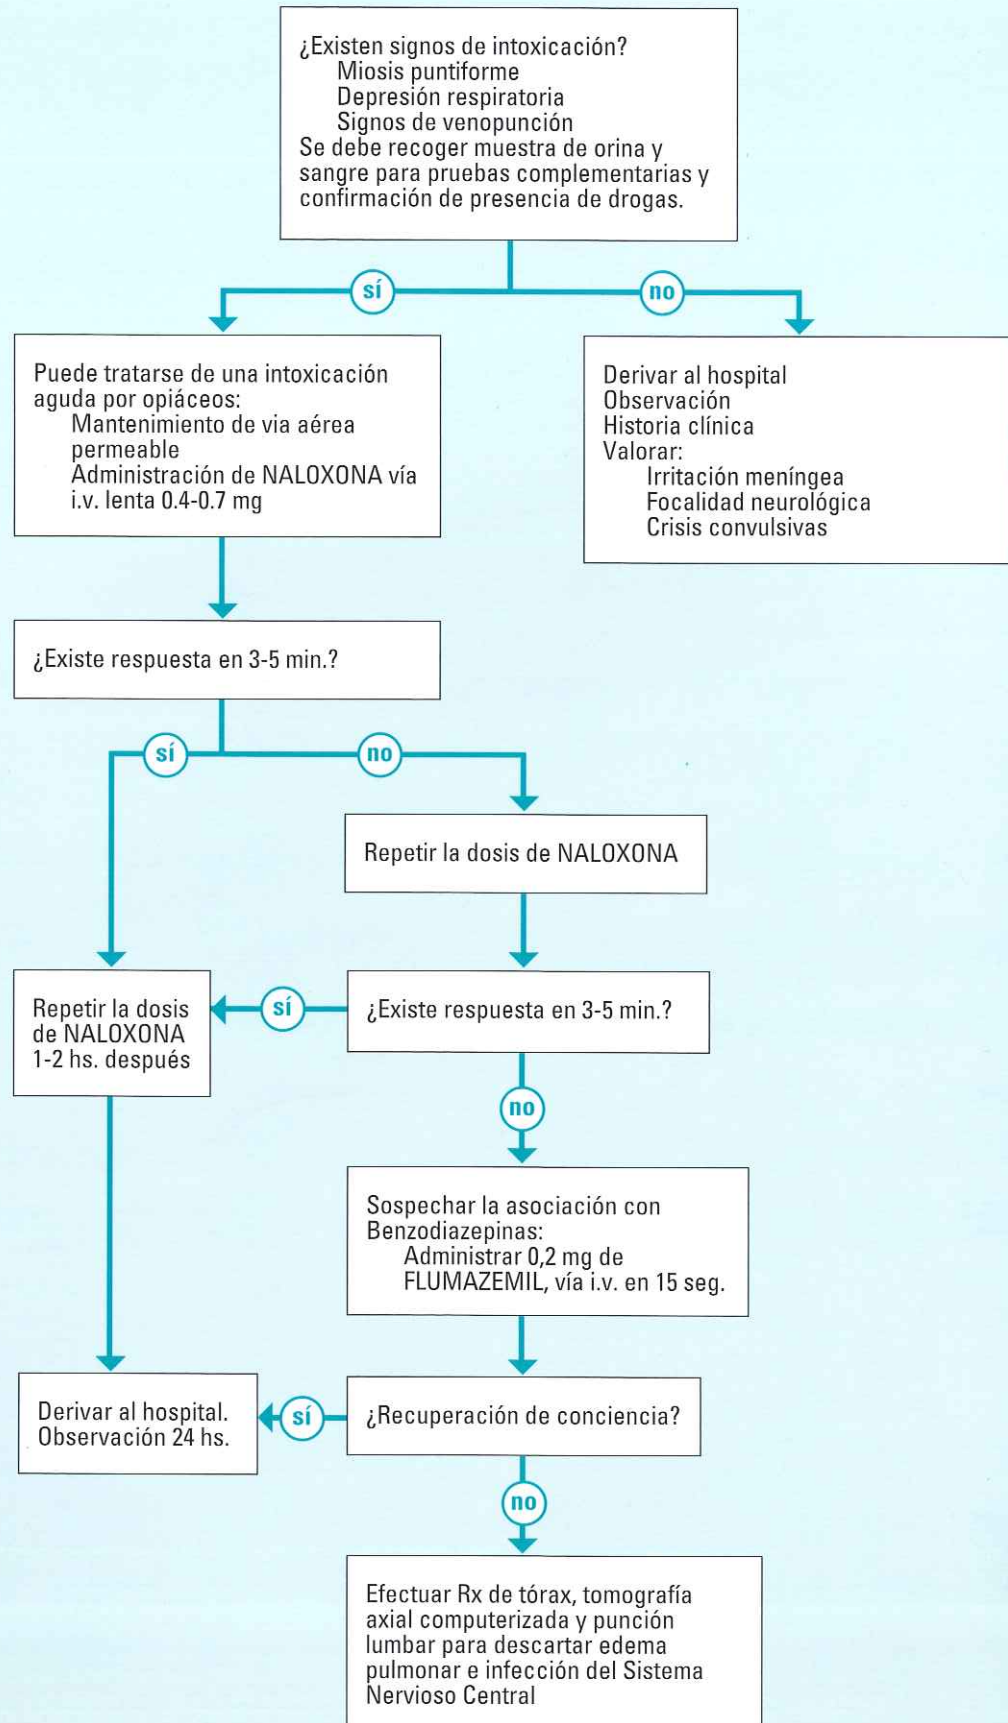 ¿Existen signos de intoxicación?
Miosis puntiforme
Depresión respiratoria
Signos de venopunción
Se debe recoger muestra de orina y
sangre para pruebas complementarias y
confirmación de presencia de drogas.
sí
no
Puede tratarse de una intoxicación
aguda por opiáceos:
Mantenimiento de via aérea
permeable
Administración de NALOXONA vía
i.v. lenta 0.4-0.7 mg
Derivar al hospital
Observación
Historia clínica
Valorar:
Irritación meníngea
Focalidad neurológica
Crisis convulsivas
¿Existe respuesta en 3-5 min.?
sí
no
Repetir la dosis de NALOXONA
Repetir la dosis
de NALOXONA
1-2 hs. después
sí
¿Existe respuesta en 3-5 min.?
no
Sospechar la asociación con
Benzodiazepinas:
Administrar 0,2 mg de
FLUMAZEMIL, vía i.v. en 15 seg.
Derivar al hospital.
Observación 24 hs.
sí
¿Recuperación de conciencia?
no
Efectuar Rx de tórax, tomografía
axial computerizada y punción
lumbar para descartar edema
pulmonar e infección del Sistema
Nervioso Central